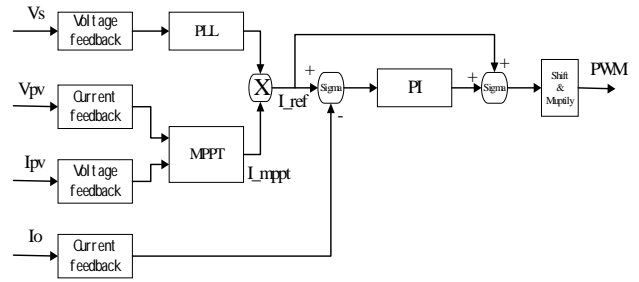 Vs
Voltage
feedback
PLL
Vpv
Current
feedback
X
I_ref
+
Sigma
-
PI
+
+
Sigma
Shift
&
Muptily
PWM
MPPT
I_mppt
Ipv
Voltage
feedback
Io
Current
feedback